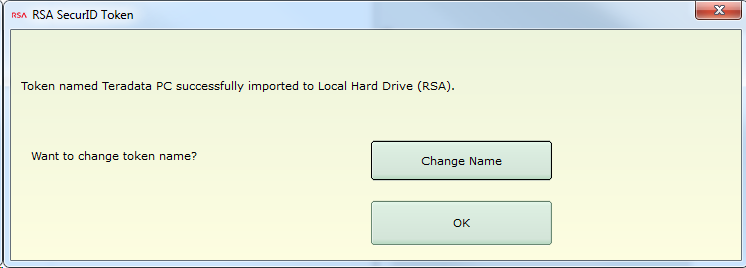 RSA RSA SecurID Token
Token named Teradata PC successfully imported to Local Hard Drive (RSA).
Want to change token name?
Change Name
OK